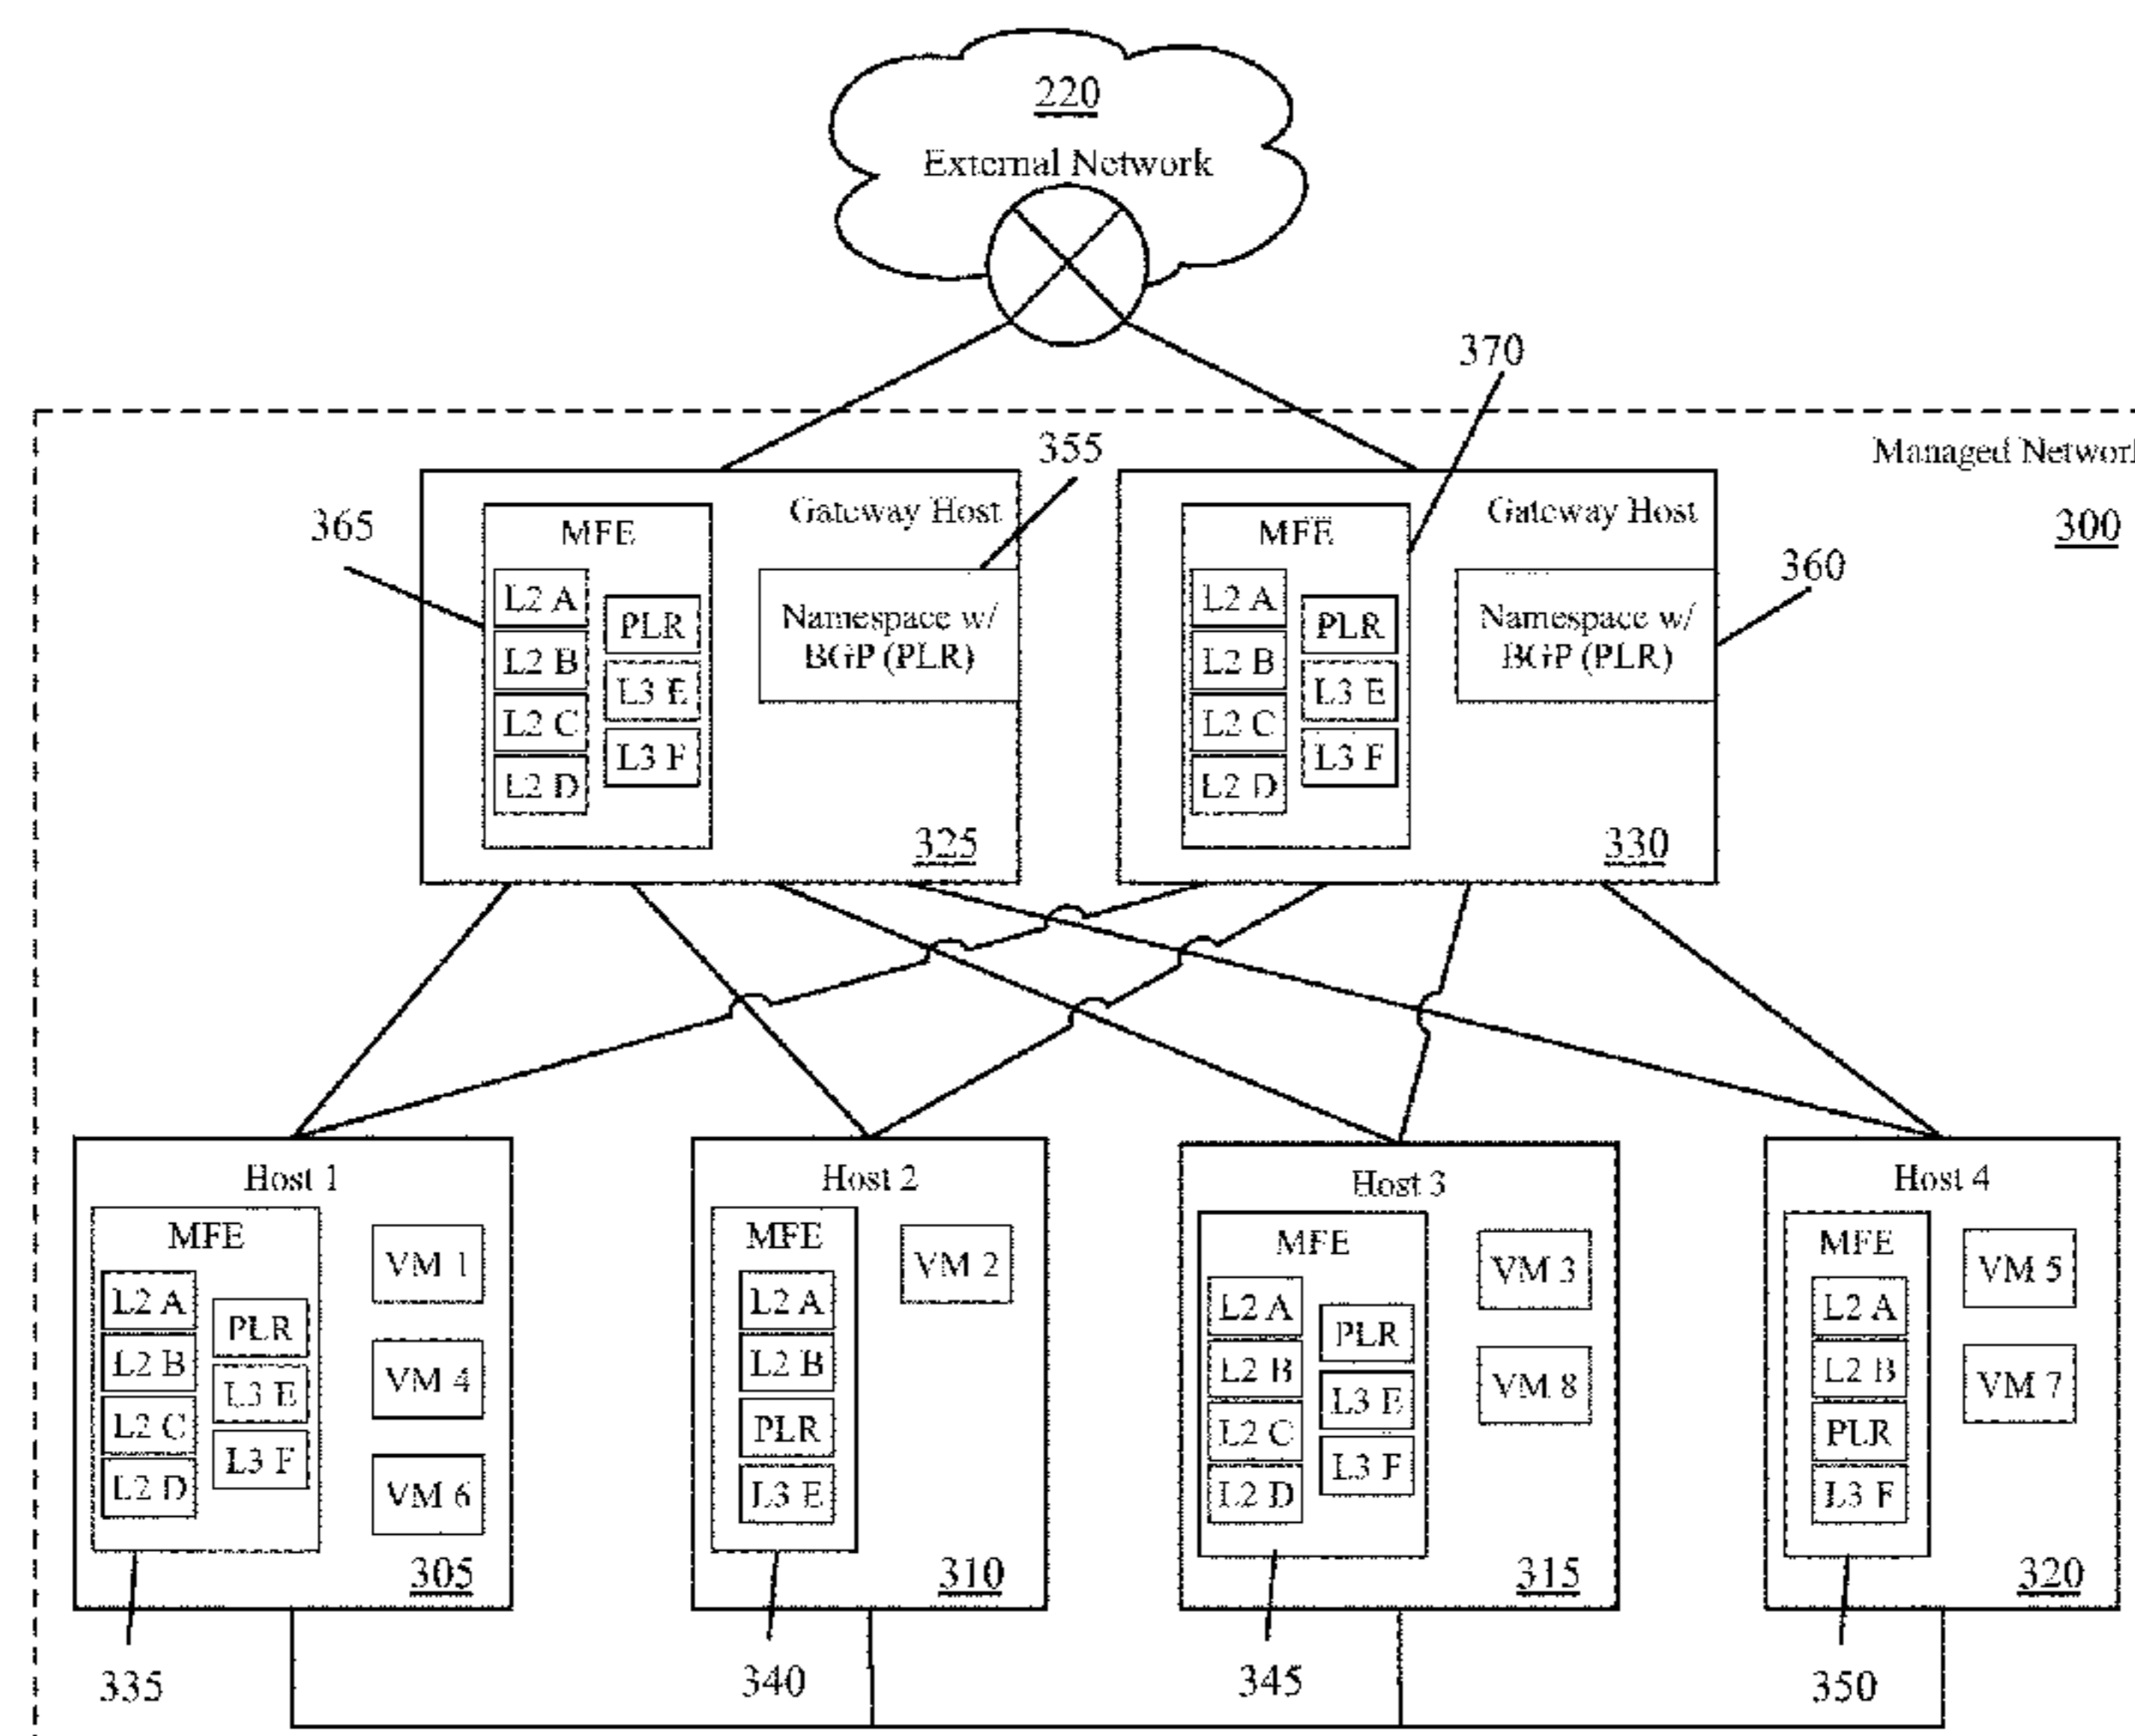 220
External Network
370
355
Managed Network
365
Gateway Host
Gateway Host
300
MFE
MFE
360
L2 A
L2 B
L2 C
L2 D
PLR
L3 E
L3 F
Namespace w/
BGP (PLR)
325
L2 A
L2 B
L2 C
L2 D
PLR
L3 E
L3 F
Namespace w/
BGP (PLR)
330
Host 1
MFE
L2 A
L2 B
L2 C
L2 D
PLR
L3 E
L3 F
VM 1
VM 4
VM 6
305
335
Host 2
MFE
L2 A
L2 B
PLR
L3 E
VM 2
310
340
Host 3
MFE
L2 A
L2 B
L2 C
L2 D
PLR
L3 E
L3 F
VM 3
VM 8
315
345
Host 4
MFE
L2 A
L2 B
PLR
L3 F
VM 5
VM 7
320
350